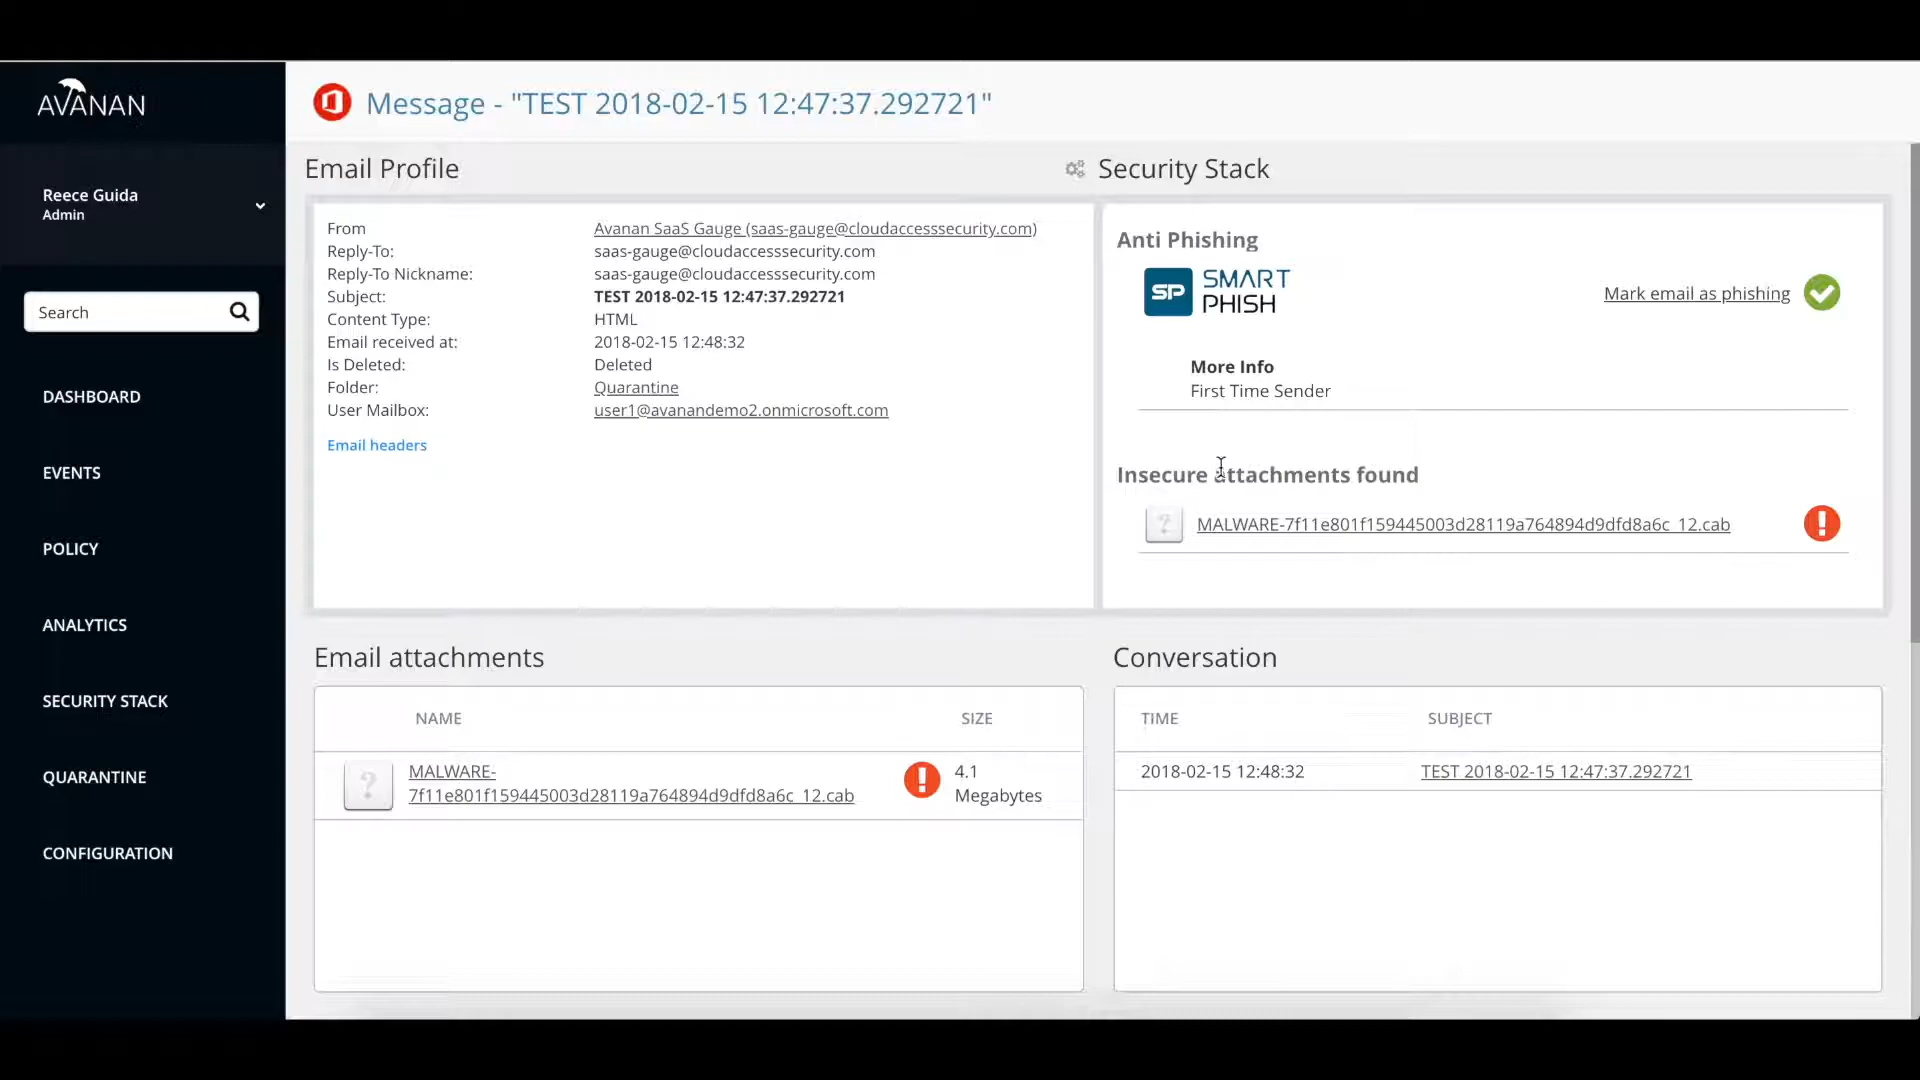 AVANAN
Message - "TEST 2018-02-15 12:47:37.292721"
Reece Guida
Admin
Search
DASHBOARD
EVENTS
POLICY
ANALYTICS
SECURITY STACK
QUARANTINE
CONFIGURATION
Email Profile
From Avanan SaaS Gauge (saas-gauge@cloudaccesssecurity.com)
Reply-To: saas-gauge@cloudaccesssecurity.com
Reply-To Nickname: saas-gauge@cloudaccesssecurity.com
Subject: TEST 2018-02-15 12:47:37.292721
Content Type: HTML
Email received at: 2018-02-15 12:48:32
Is Deleted: Deleted
Folder: Quarantine
User Mailbox: user1@avanandemo2.onmicrosoft.com
Email headers
Security Stack
Anti Phishing
SP SMART PHISH
Mark email as phishing
More Info
First Time Sender
Insecure attachments found
MALWARE-7f11e801f159445003d28119a764894d9dfd8a6c_12.cab
Email attachments
NAME SIZE
MALWARE-
7f11e801f159445003d28119a764894d9dfd8a6c_12.cab
4.1
Megabytes
Conversation
TIME SUBJECT
2018-02-15 12:48:32 TEST 2018-02-15 12:47:37.292721